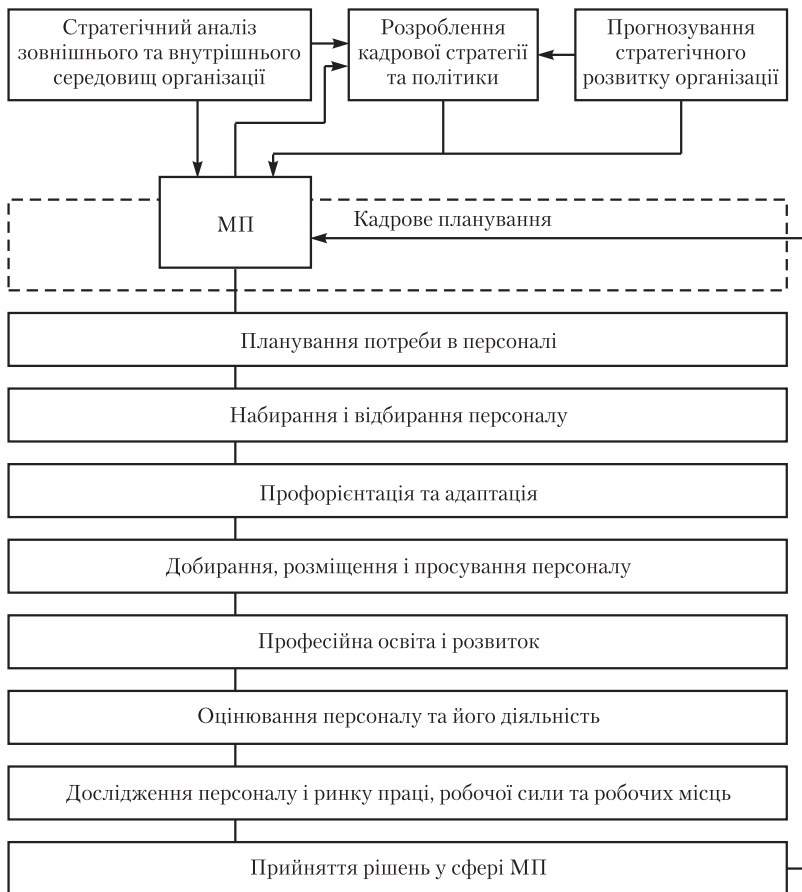 Стратегічний аналіз
зовнішнього та внутрішнього
середовищ організації
Розроблення
кадрової стратегії
та політики
Прогнозування
стратегічного
розвитку організації
МП
Кадрове планування
Планування потреби в персоналі
Набирання і відбирання персоналу
Профорієнтація та адаптація
Добирання, розміщення і просування персоналу
Професійна освіта і розвиток
Оцінювання персоналу та його діяльність
Дослідження персоналу і ринку праці, робочої сили та робочих місць
Прийняття рішень у сфері МП